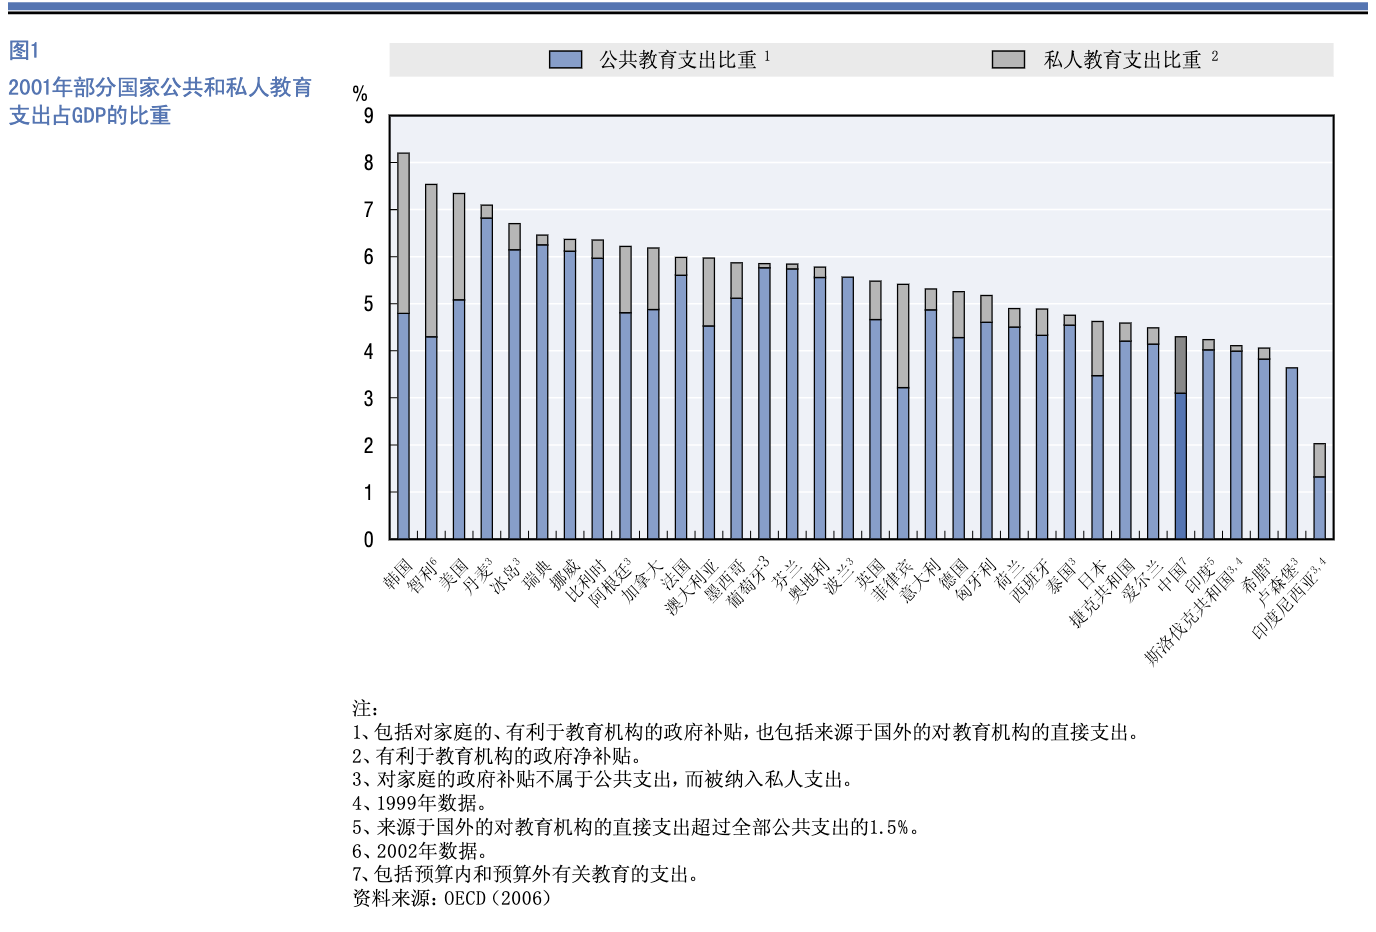 图1
2001年部分国家公共和私人教育
支出占GDP的比重
公共教育支出比重 1
私人教育支出比重 2
%
9
8
7
6
5
4
3
2
1
0
韩国
智利6
美国
丹麦3
冰岛3
瑞典
挪威
比利时
阿根廷3
加拿大
法国
澳大利亚
墨西哥
葡萄牙3
芬兰
奥地利
波兰3
英国
菲律宾
意大利
德国
匈牙利
荷兰
西班牙
泰国3
日本
捷克共和国
爱尔兰
中国7
印度5
斯洛伐克共和国3, 4
希腊3
卢森堡3
印度尼西亚3, 4
注:
1、包括对家庭的、有利于教育机构的政府补贴,也包括来源于国外的对教育机构的直接支出。
2、有利于教育机构的政府净补贴。
3、对家庭的政府补贴不属于公共支出,而被纳入私人支出。
4、1999年数据。
5、来源于国外的对教育机构的直接支出超过全部公共支出的1.5%。
6、2002年数据。
7、包括预算内和预算外有关教育的支出。
资料来源: OECD (2006)